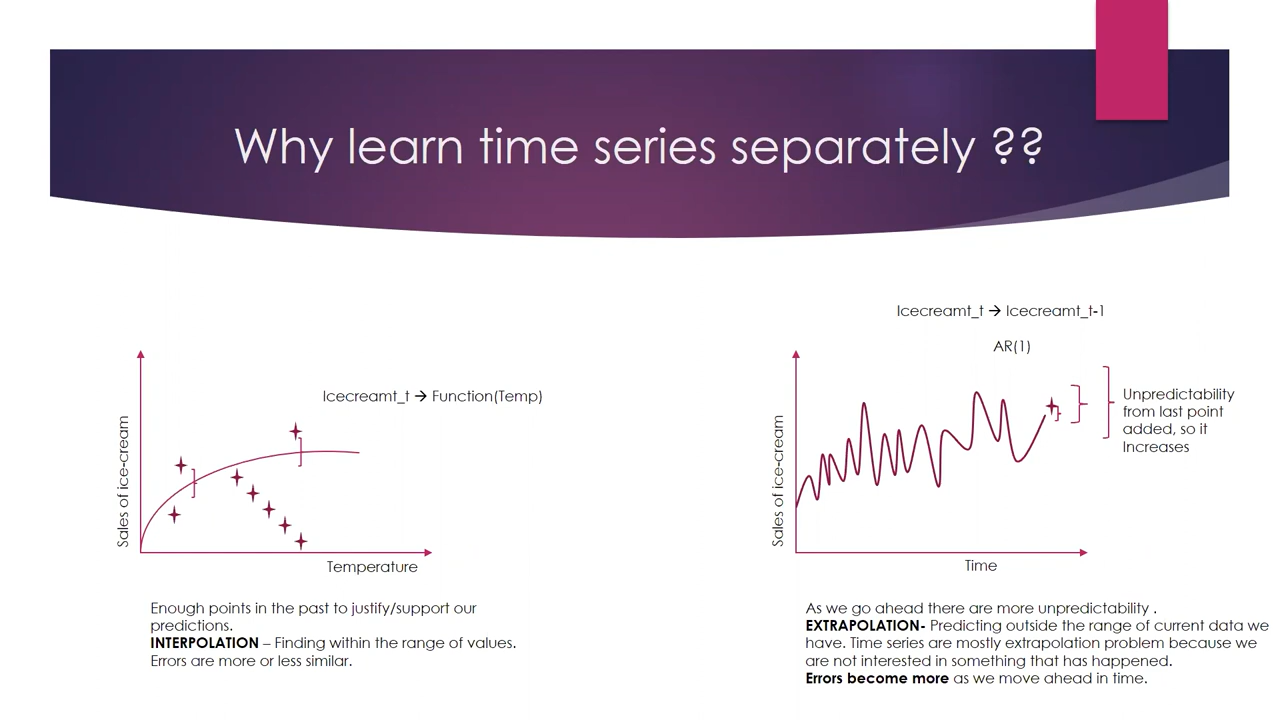 Why learn time series separately ??
Icecreamt_t → Function(Temp)
Sales of ice-cream
Temperature
Enough points in the past to justify/support our
predictions.
INTERPOLATION – Finding within the range of values.
Errors are more or less similar.
Icecreamt_t → Icecreamt_t-1
AR(1)
Unpredictability
from last point
added, so it
Increases
Sales of ice-cream
Time
As we go ahead there are more unpredictability .
EXTRAPOLATION- Predicting outside the range of current data we
have. Time series are mostly extrapolation problem because we
are not interested in something that has happened.
Errors become more as we move ahead in time.